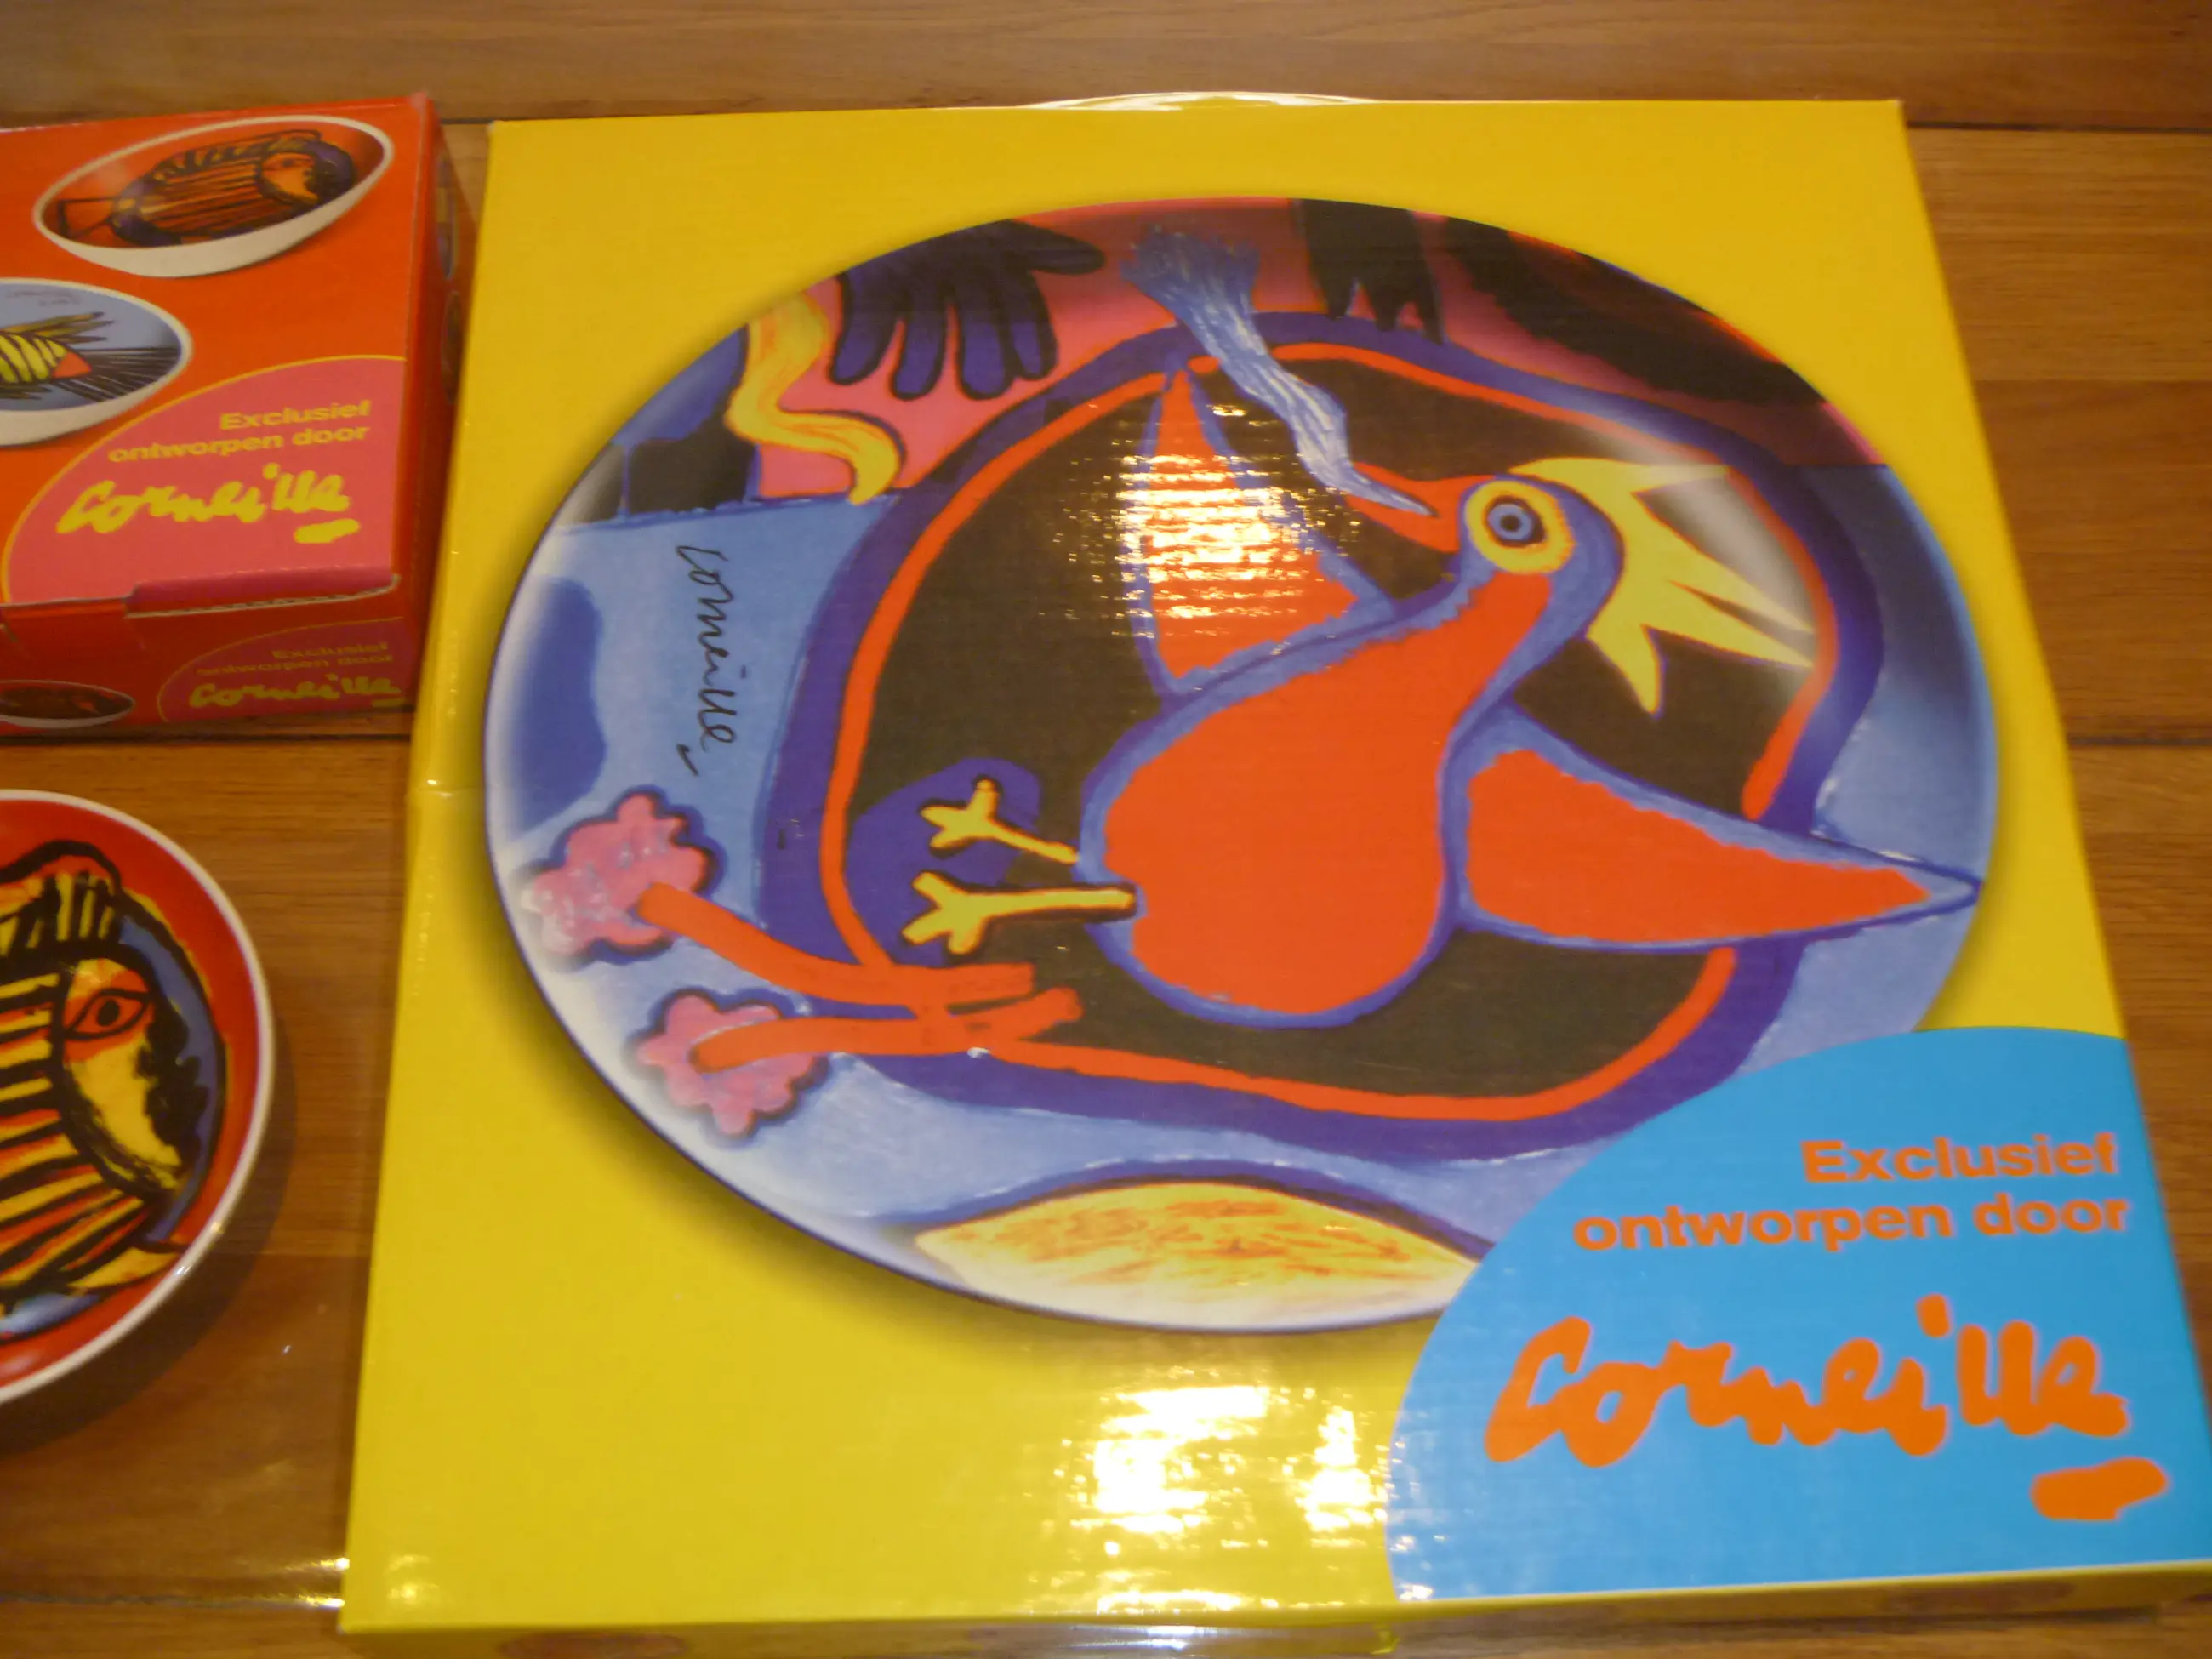 Exclusief
ontworpen door
Corneille
Exclusief
ontworpen door
Corneille
Corneille
Exclusief
ontworpen door
Corneille